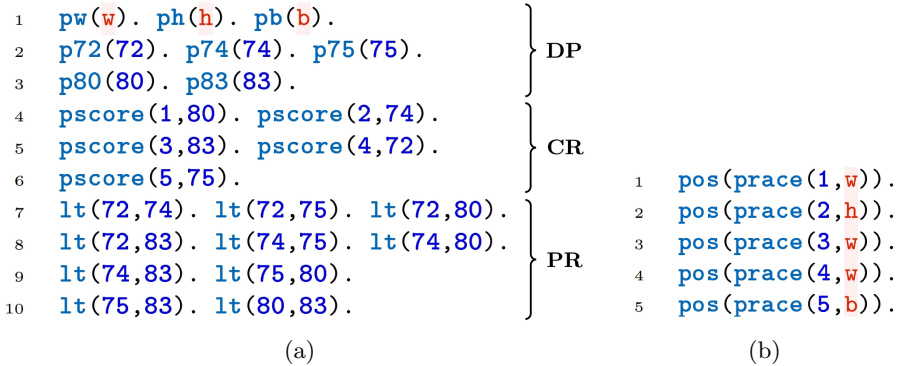 1 pw(w). ph(h). pb(b).
2 p72(72). p74(74). p75(75).
3 p80(80). p83(83).
DP
4 pscore(1,80). pscore(2,74).
5 pscore(3,83). pscore(4,72).
6 pscore(5,75).
CR
7 lt(72,74). lt(72,75). lt(72,80).
8 lt(72,83). lt(74,75). lt(74,80).
9 lt(74,83). lt(75,80).
10 lt(75,83). lt(80,83).
PR
(a)
1 pos(prace(1,w)).
2 pos(prace(2,h)).
3 pos(prace(3,w)).
4 pos(prace(4,w)).
5 pos(prace(5,b)).
(b)